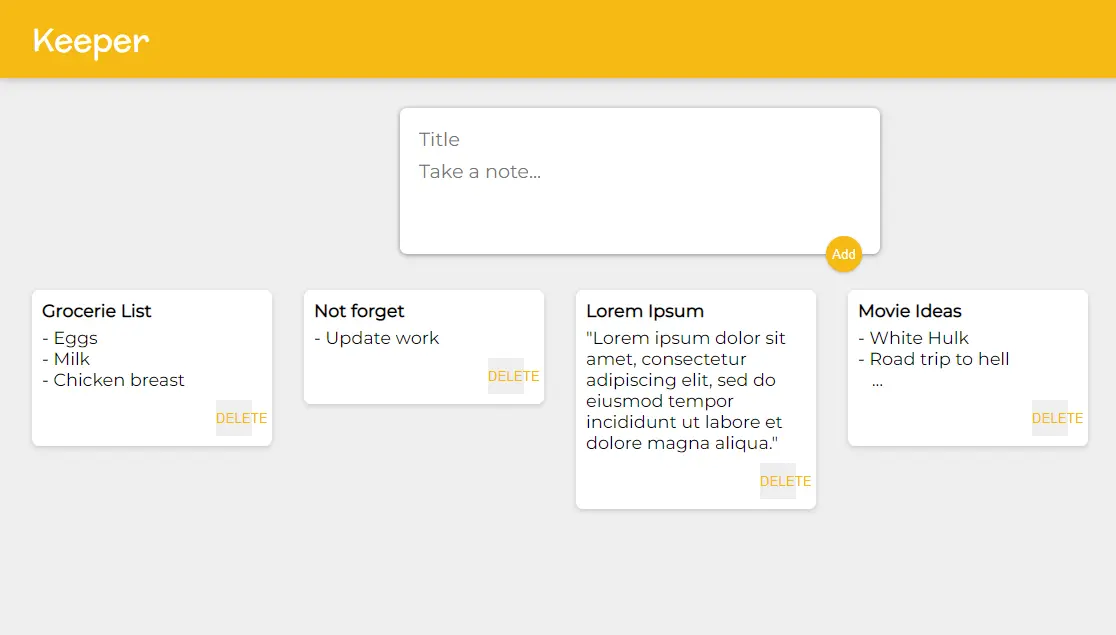 Keeper
Title
Take a note...
Add
Grocerie List
- Eggs
- Milk
- Chicken breast
DELETE
Not forget
- Update work
DELETE
Lorem Ipsum
"Lorem ipsum dolor sit
amet, consectetur
adipiscing elit, sed do
eiusmod tempor
incididunt ut labore et
dolore magna aliqua."
DELETE
Movie Ideas
- White Hulk
- Road trip to hell
...
DELETE